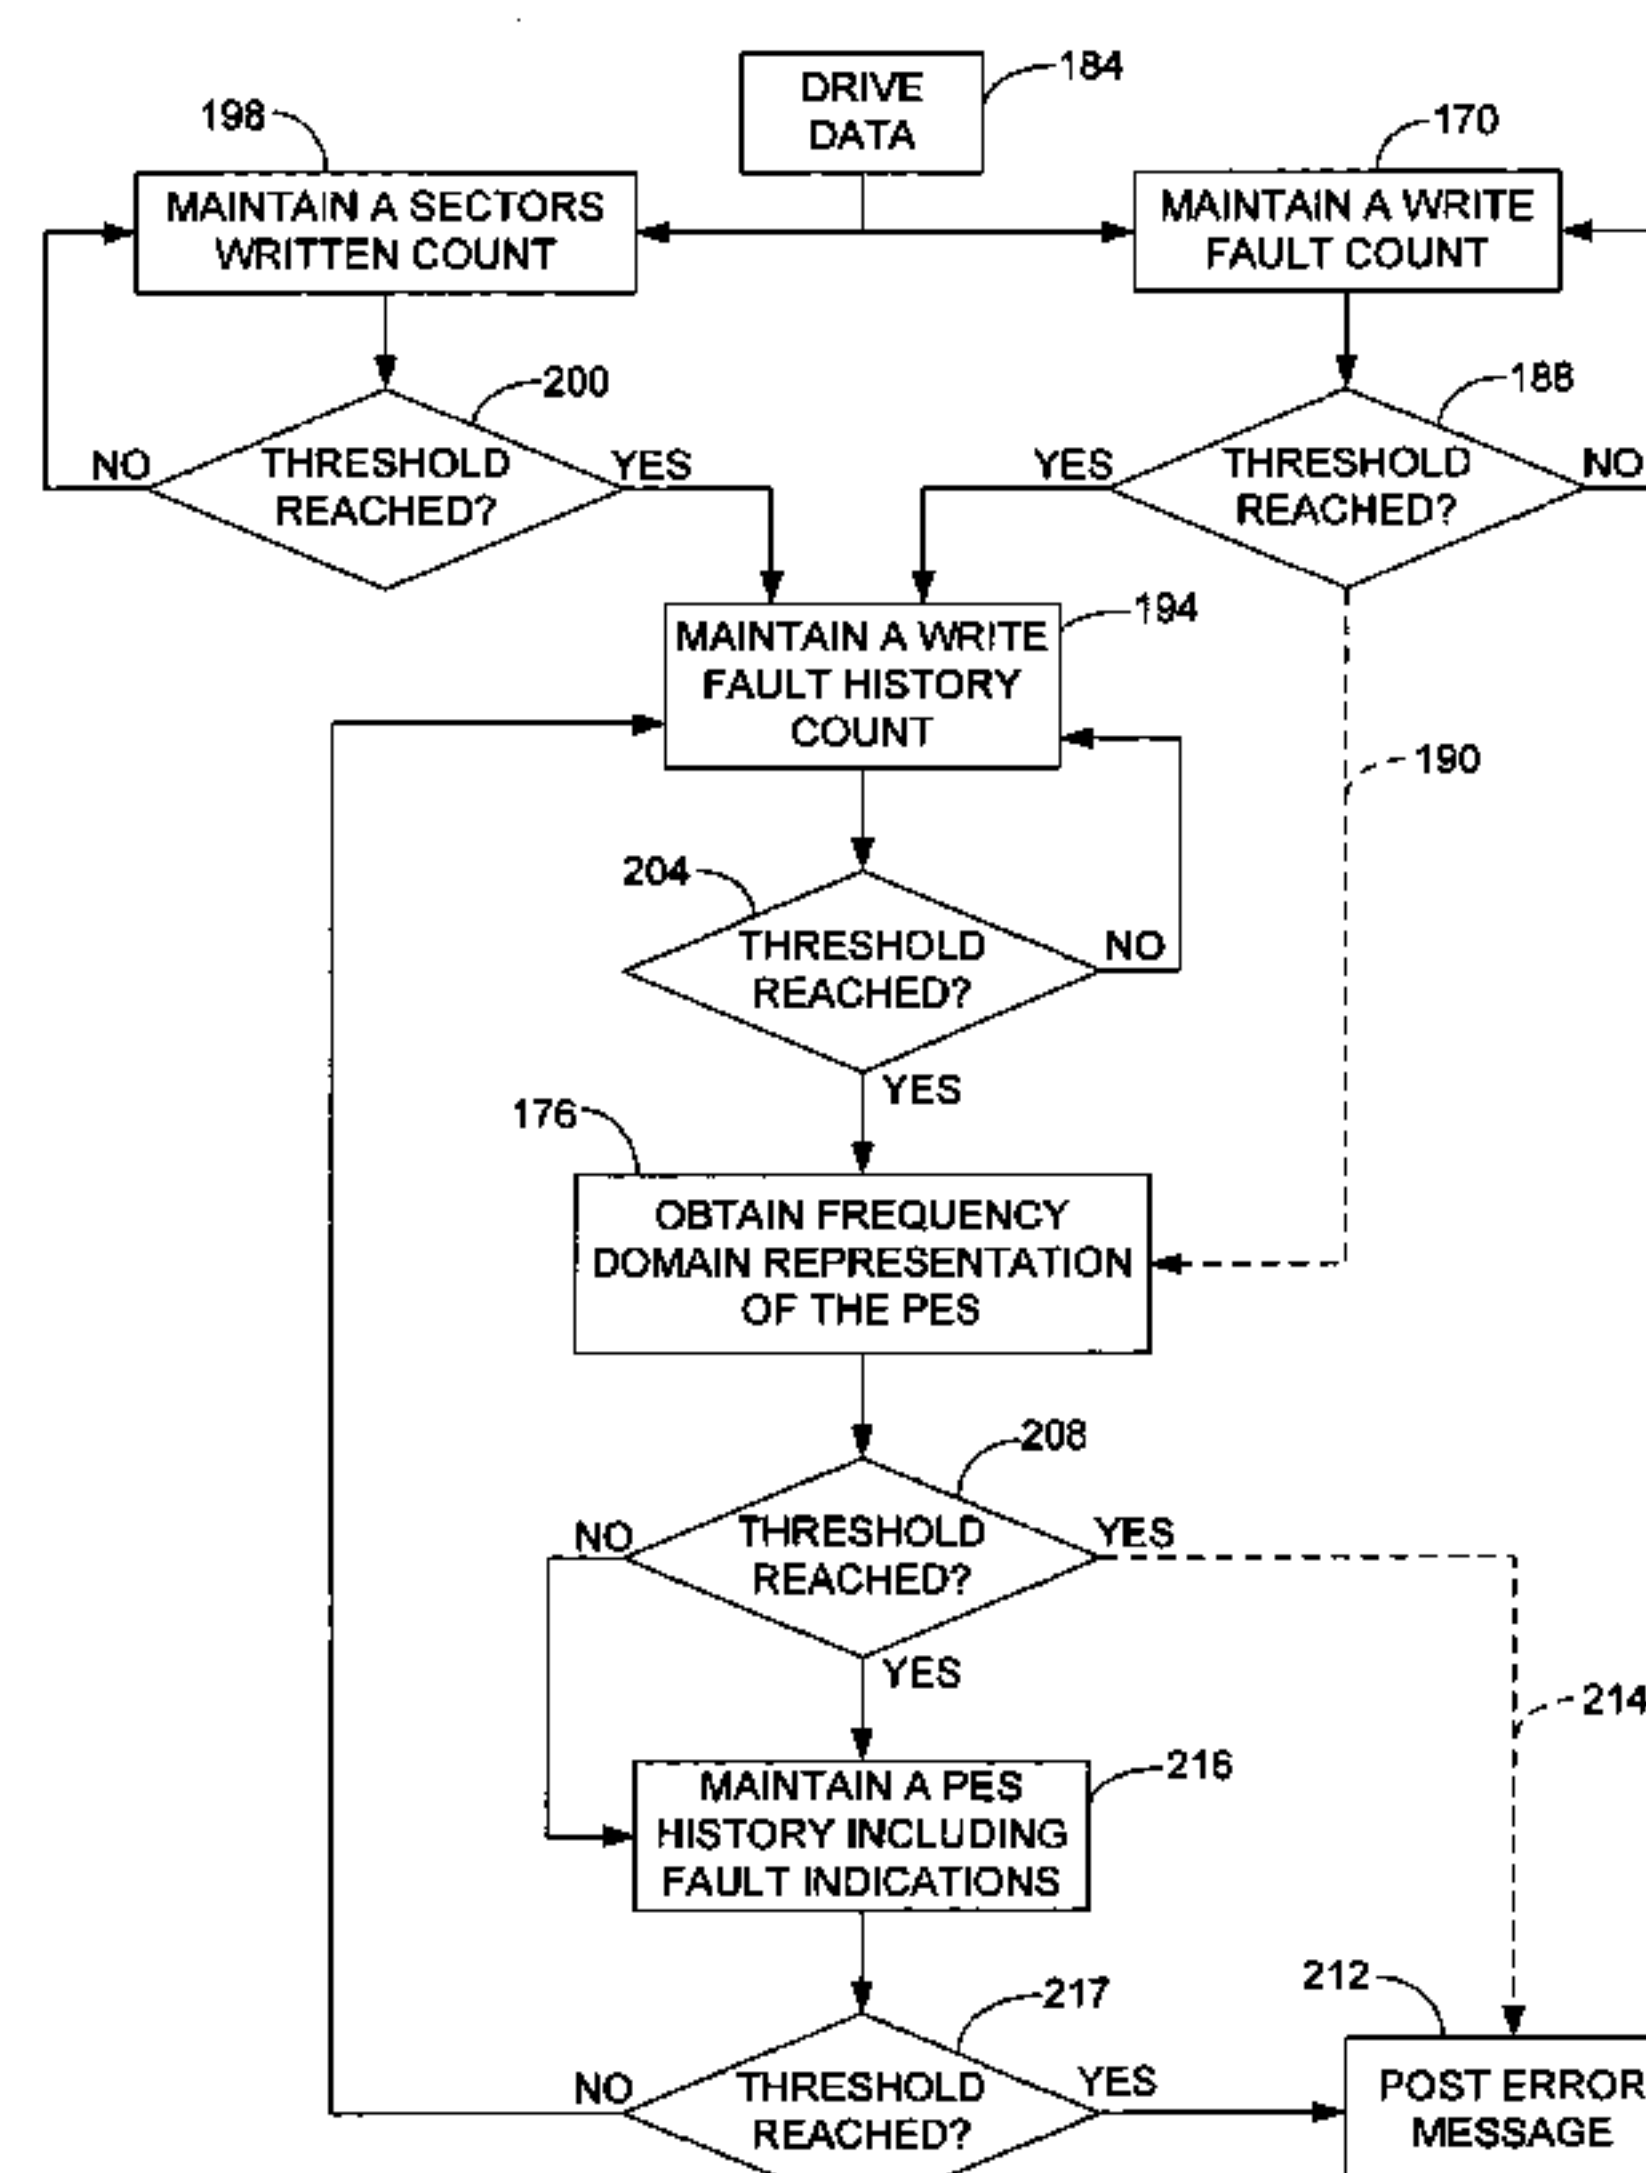 DRIVE
DATA
184
198
170
MAINTAIN A SECTORS
WRITTEN COUNT
MAINTAIN A WRITE
FAULT COUNT
200
188
NO
THRESHOLD
REACHED?
YES
YES
THRESHOLD
REACHED?
NO
194
MAINTAIN A WRITE
FAULT HISTORY
COUNT
190
204
THRESHOLD
REACHED?
NO
YES
176
OBTAIN FREQUENCY
DOMAIN REPRESENTATION
OF THE PES
208
NO
THRESHOLD
REACHED?
YES
YES
214
216
MAINTAIN A PES
HISTORY INCLUDING
FAULT INDICATIONS
217
212
NO
THRESHOLD
REACHED?
YES
POST ERROR
MESSAGE